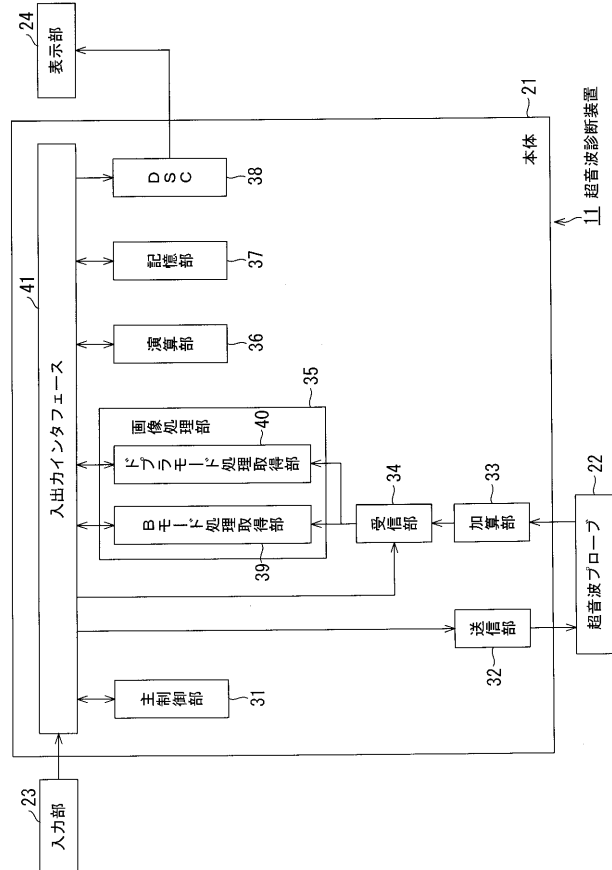 11 超音波診断装置
21
本体
23
入力部
41
入出力インタフェース
24
表示部
31
主制御部
32
送信部
35
画像処理部
39
Bモード処理取得部
40
ドプラモード処理取得部
34
受信部
33
加算部
36
演算部
37
記憶部
38
DSC
22
超音波プローブ